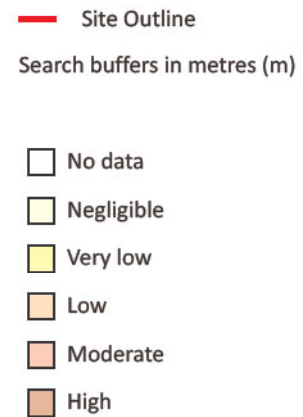 Site Outline
Search buffers in metres (m)
No data
Negligible
Very low
Low
Moderate
High